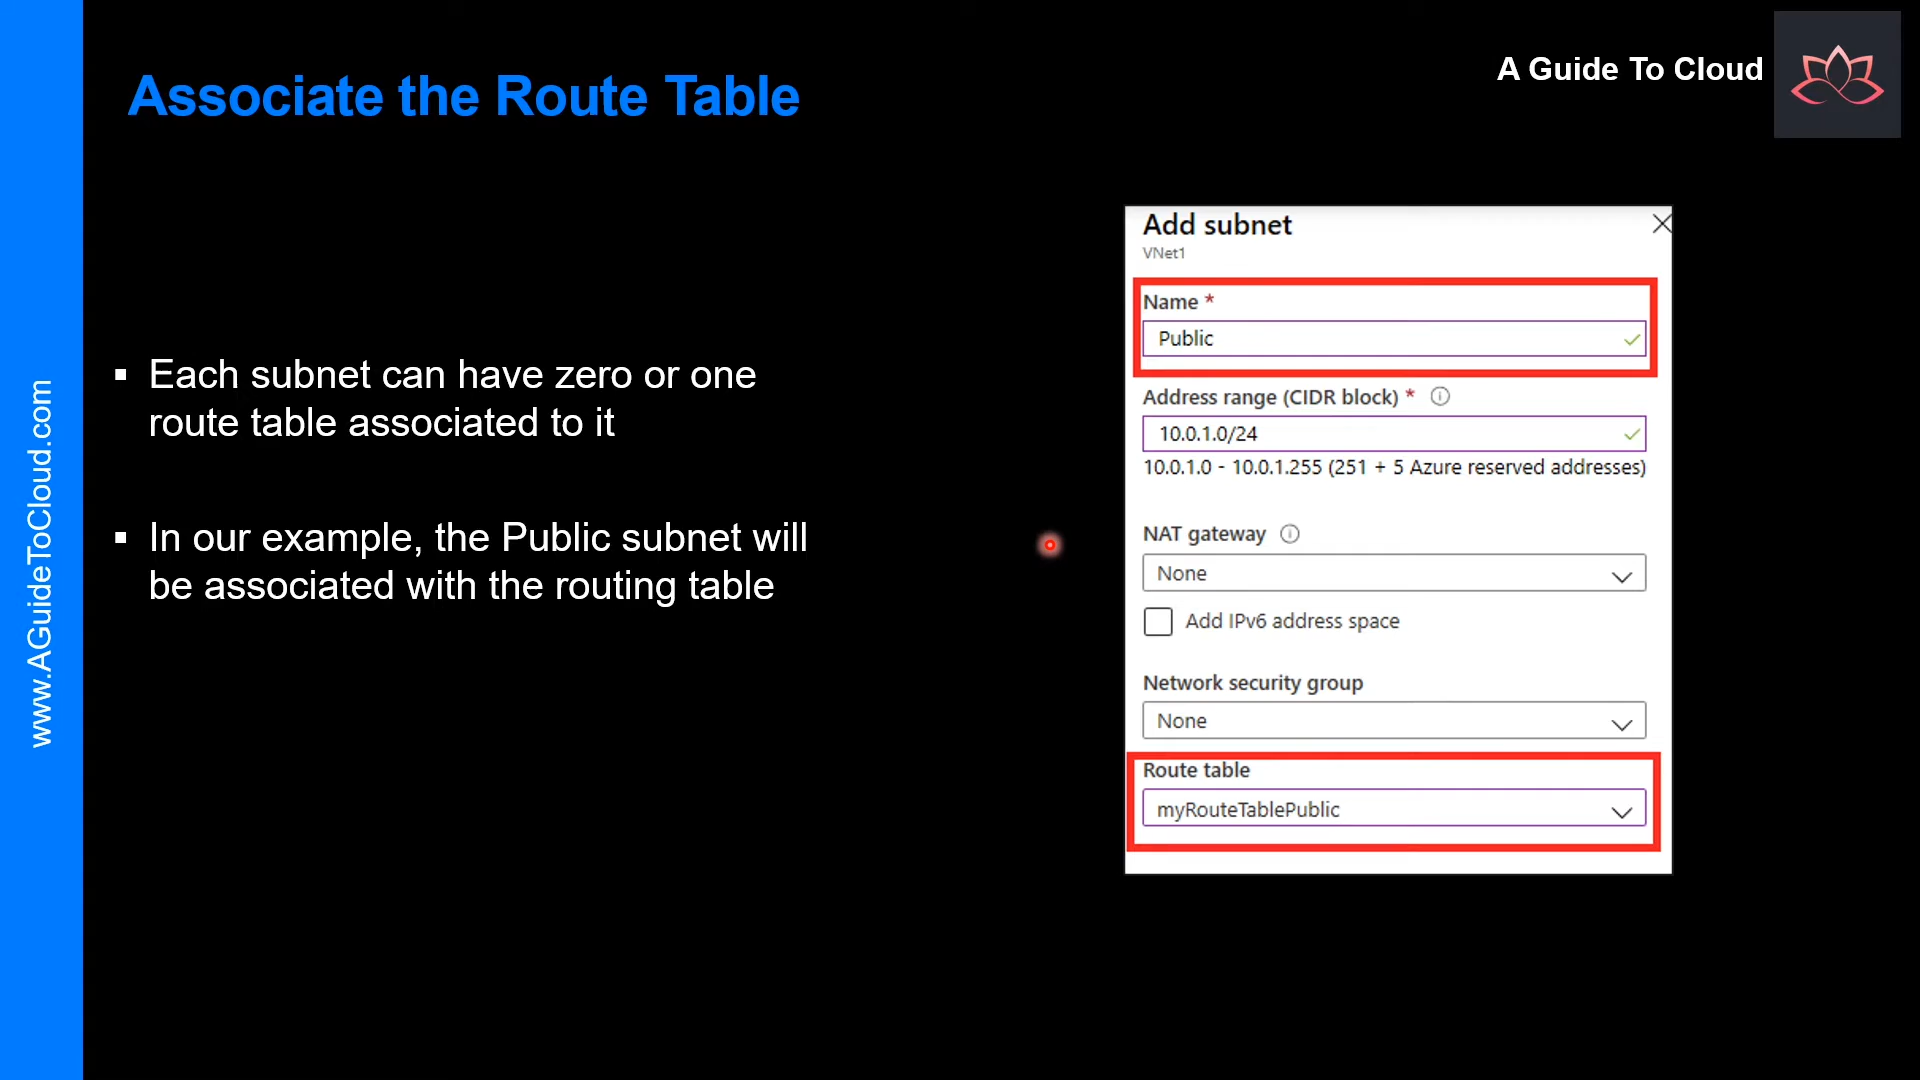 Associate the Route Table
A Guide To Cloud
www.AGuideToCloud.com
▪ Each subnet can have zero or one
route table associated to it
▪ In our example, the Public subnet will
be associated with the routing table
Add subnet
VNet1
Name *
Public
Address range (CIDR block) *
10.0.1.0/24
10.0.1.0 - 10.0.1.255 (251 + 5 Azure reserved addresses)
NAT gateway
None
Add IPv6 address space
Network security group
None
Route table
myRouteTablePublic